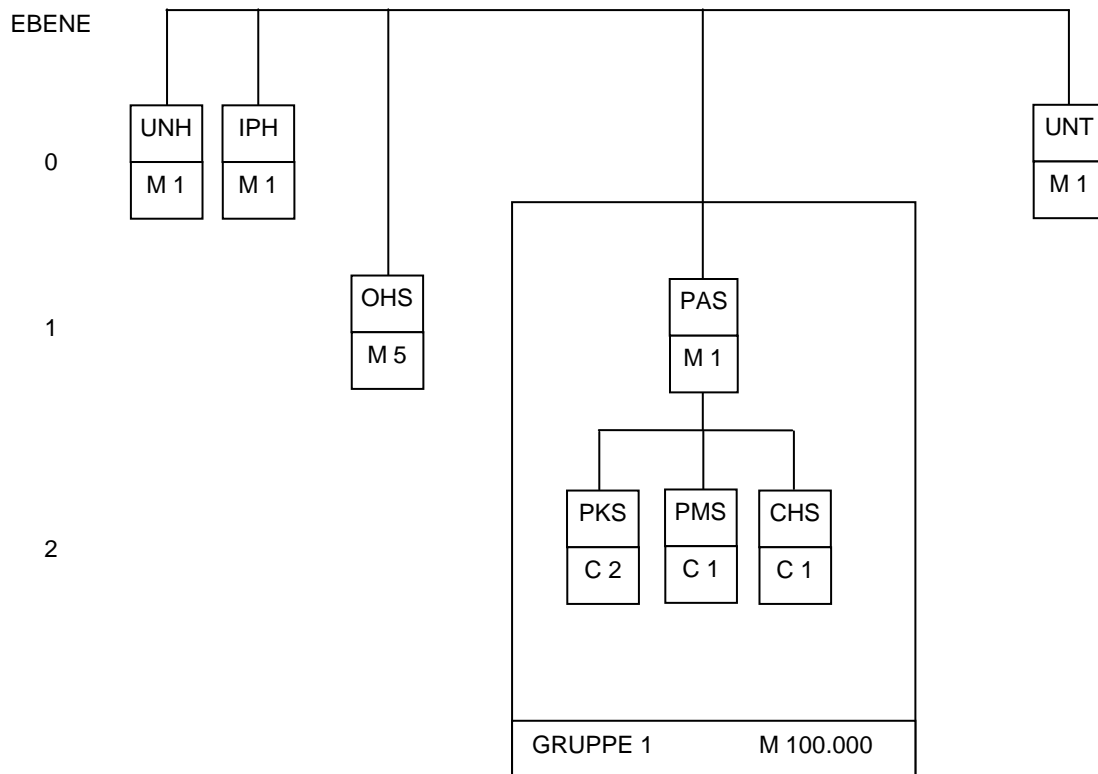 EBENE
UNH IPH UNT
0
M 1 M 1 M 1
OHS PAS
1
M 5 M 1
PKS PMS CHS
2
C 2 C 1 C 1
GRUPPE 1 M 100.000